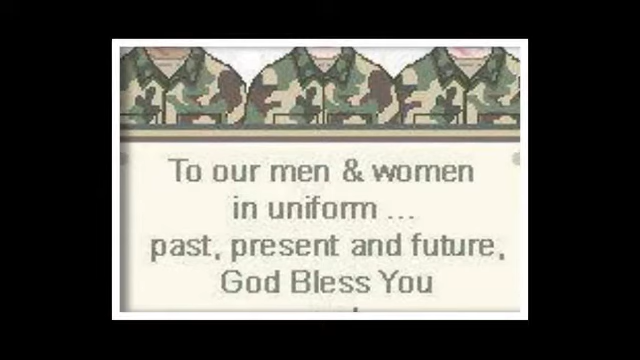 To our men & women
in uniform ...
past, present and future,
God Bless You